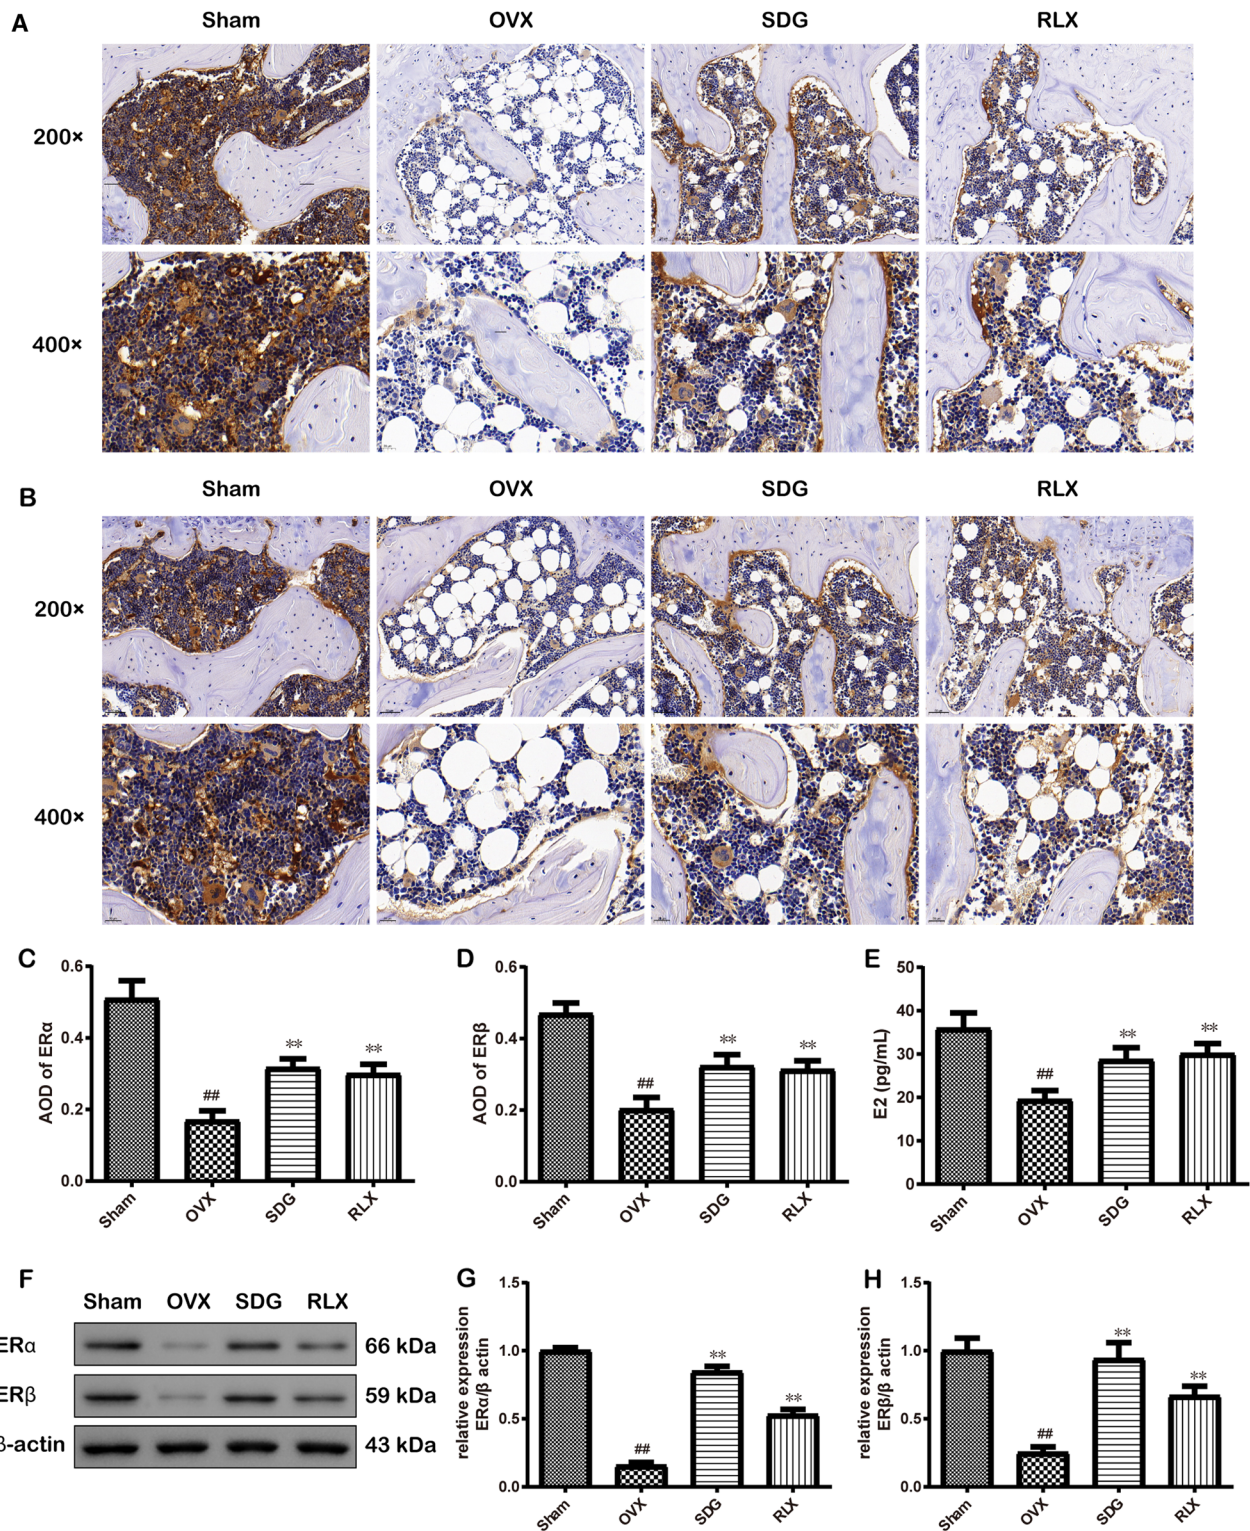 A Sham OVX SDG RLX
200×
400×
B Sham OVX SDG RLX
200×
400×
C
0.6
0.4
0.2
0.0
AOD of ERα
##
**
**
Sham OVX SDG RLX
D
0.6
0.4
0.2
0.0
AOD of ERβ
##
**
**
Sham OVX SDG RLX
E
50
40
30
20
10
0
E2 (pg/mL)
##
**
**
Sham OVX SDG RLX
F
Sham OVX SDG RLX
ERα 66 kDa
ERβ 59 kDa
β-actin 43 kDa
G
1.5
1.0
0.5
0.0
relative expression
ERα/β actin
##
**
**
Sham OVX SDG RLX
H
1.5
1.0
0.5
0.0
relative expression
ERβ/β actin
##
**
**
Sham OVX SDG RLX